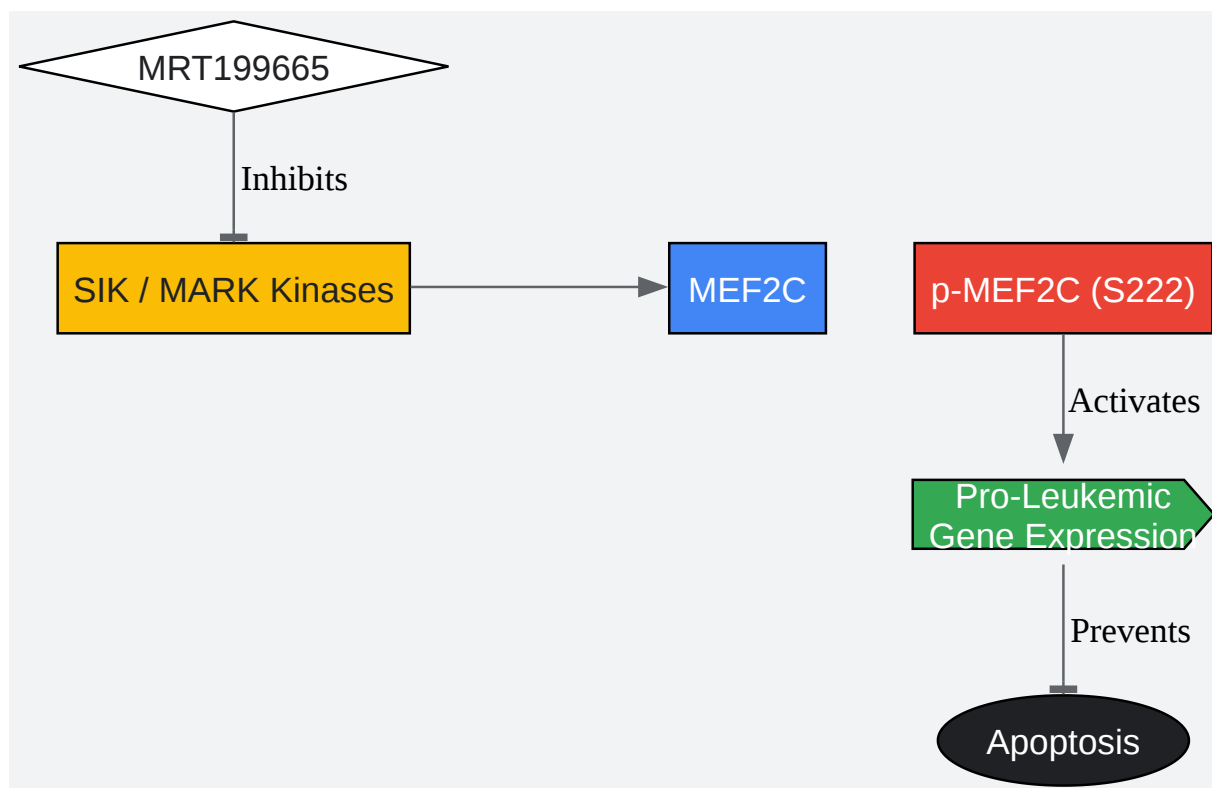 MRT199665
Inhibits
SIK / MARK Kinases
MEF2C
p-MEF2C (S222)
Activates
Pro-Leukemic
Gene Expression
Prevents
Apoptosis